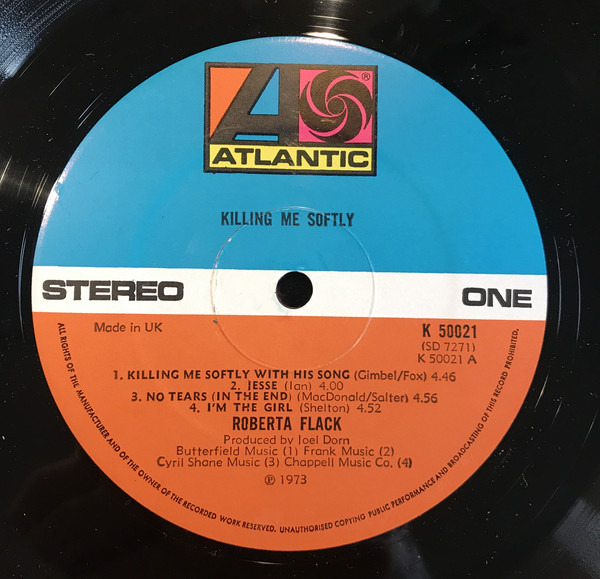 ®
ATLANTIC
KILLING ME SOFTLY
STEREO
ONE
Made in UK
K 50021
(SD 7271)
K 50021 A
1. KILLING ME SOFTLY WITH HIS SONG (Gimbel/Fox) 4.46
2. JESSE (Ian) 4.00
3. NO TEARS (IN THE END) (MacDonald/Salter) 4.56
4. I'M THE GIRL (Shelton) 4.52
ROBERTA FLACK
Produced by Joel Dorn
Butterfield Music (1) Frank Music (2)
Cyril Shane Music (3) Chappell Music Co. (4)
℗ 1973
ALL RIGHTS OF THE MANUFACTURER AND OF THE OWNER OF THE RECORDED WORK RESERVED. UNAUTHORISED COPYING PUBLIC PERFORMANCE AND BROADCASTING OF THIS RECORD PROHIBITED.